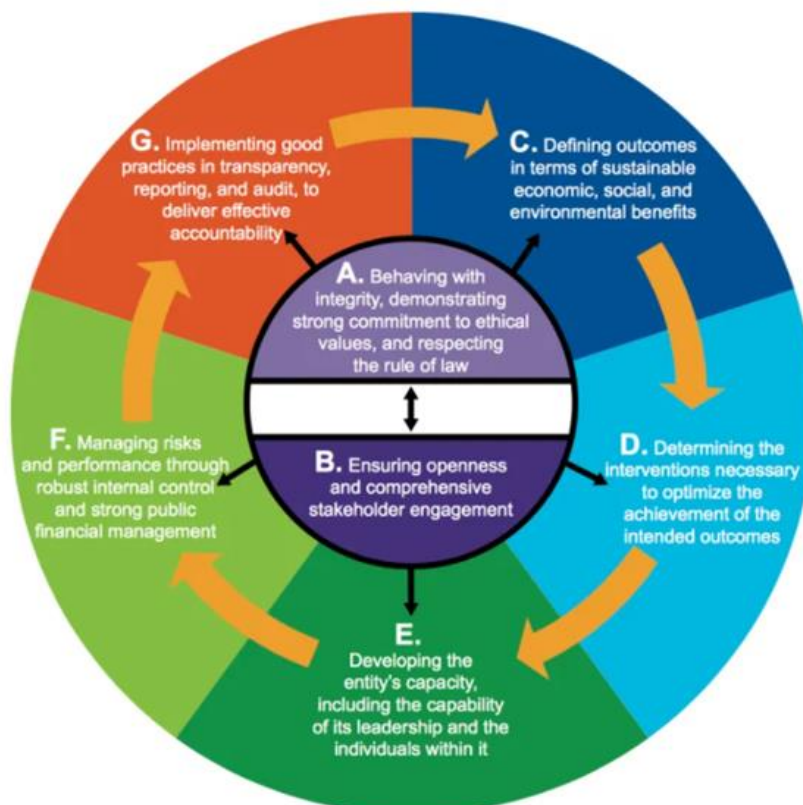 G. Implementing good
practices in transparency,
reporting, and audit, to
deliver effective
accountability
C. Defining outcomes
in terms of sustainable
economic, social, and
environmental benefits
A. Behaving with
integrity, demonstrating
strong commitment to ethical
values, and respecting
the rule of law
F. Managing risks
and performance through
robust internal control
and strong public
financial management
B. Ensuring openness
and comprehensive
stakeholder engagement
D. Determining the
interventions necessary
to optimize the
achievement of the
intended outcomes
E.
Developing the
entity's capacity,
including the capability
of its leadership and the
individuals within it